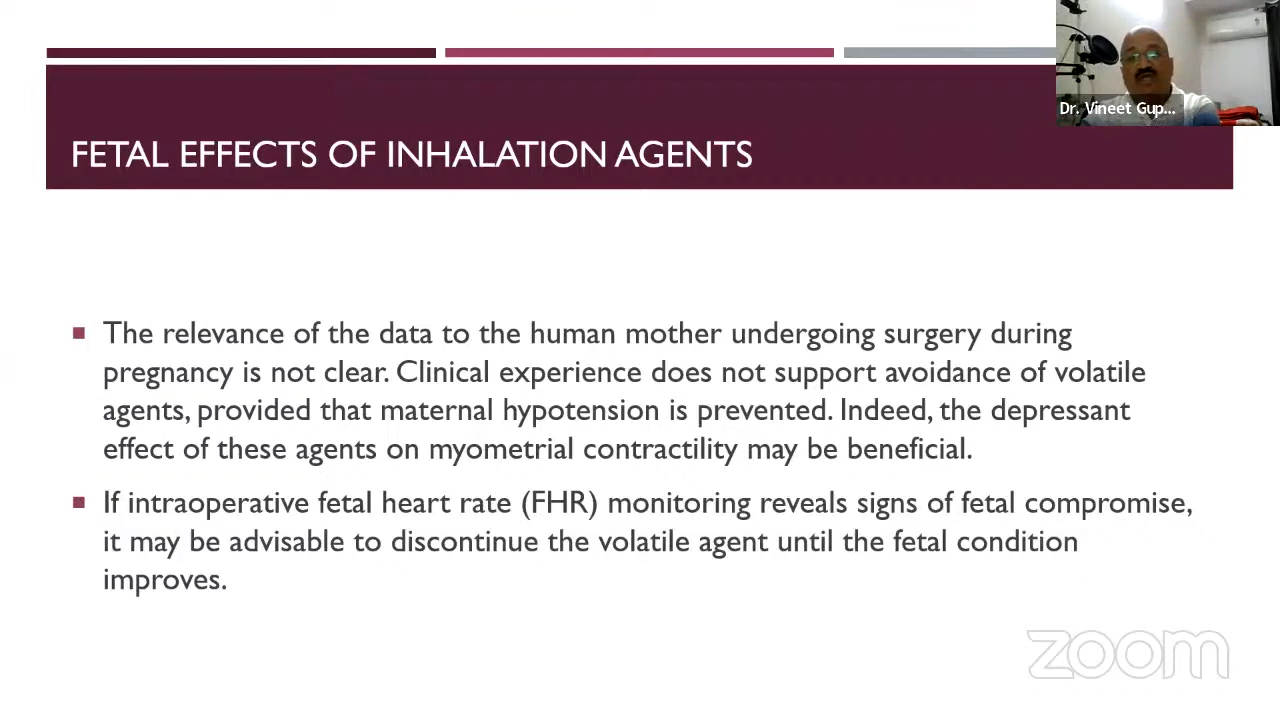 Dr. Vineet Gup...
FETAL EFFECTS OF INHALATION AGENTS
The relevance of the data to the human mother undergoing surgery during
pregnancy is not clear. Clinical experience does not support avoidance of volatile
agents, provided that maternal hypotension is prevented. Indeed, the depressant
effect of these agents on myometrial contractility may be beneficial.
If intraoperative fetal heart rate (FHR) monitoring reveals signs of fetal compromise,
it may be advisable to discontinue the volatile agent until the fetal condition
improves.
zoom